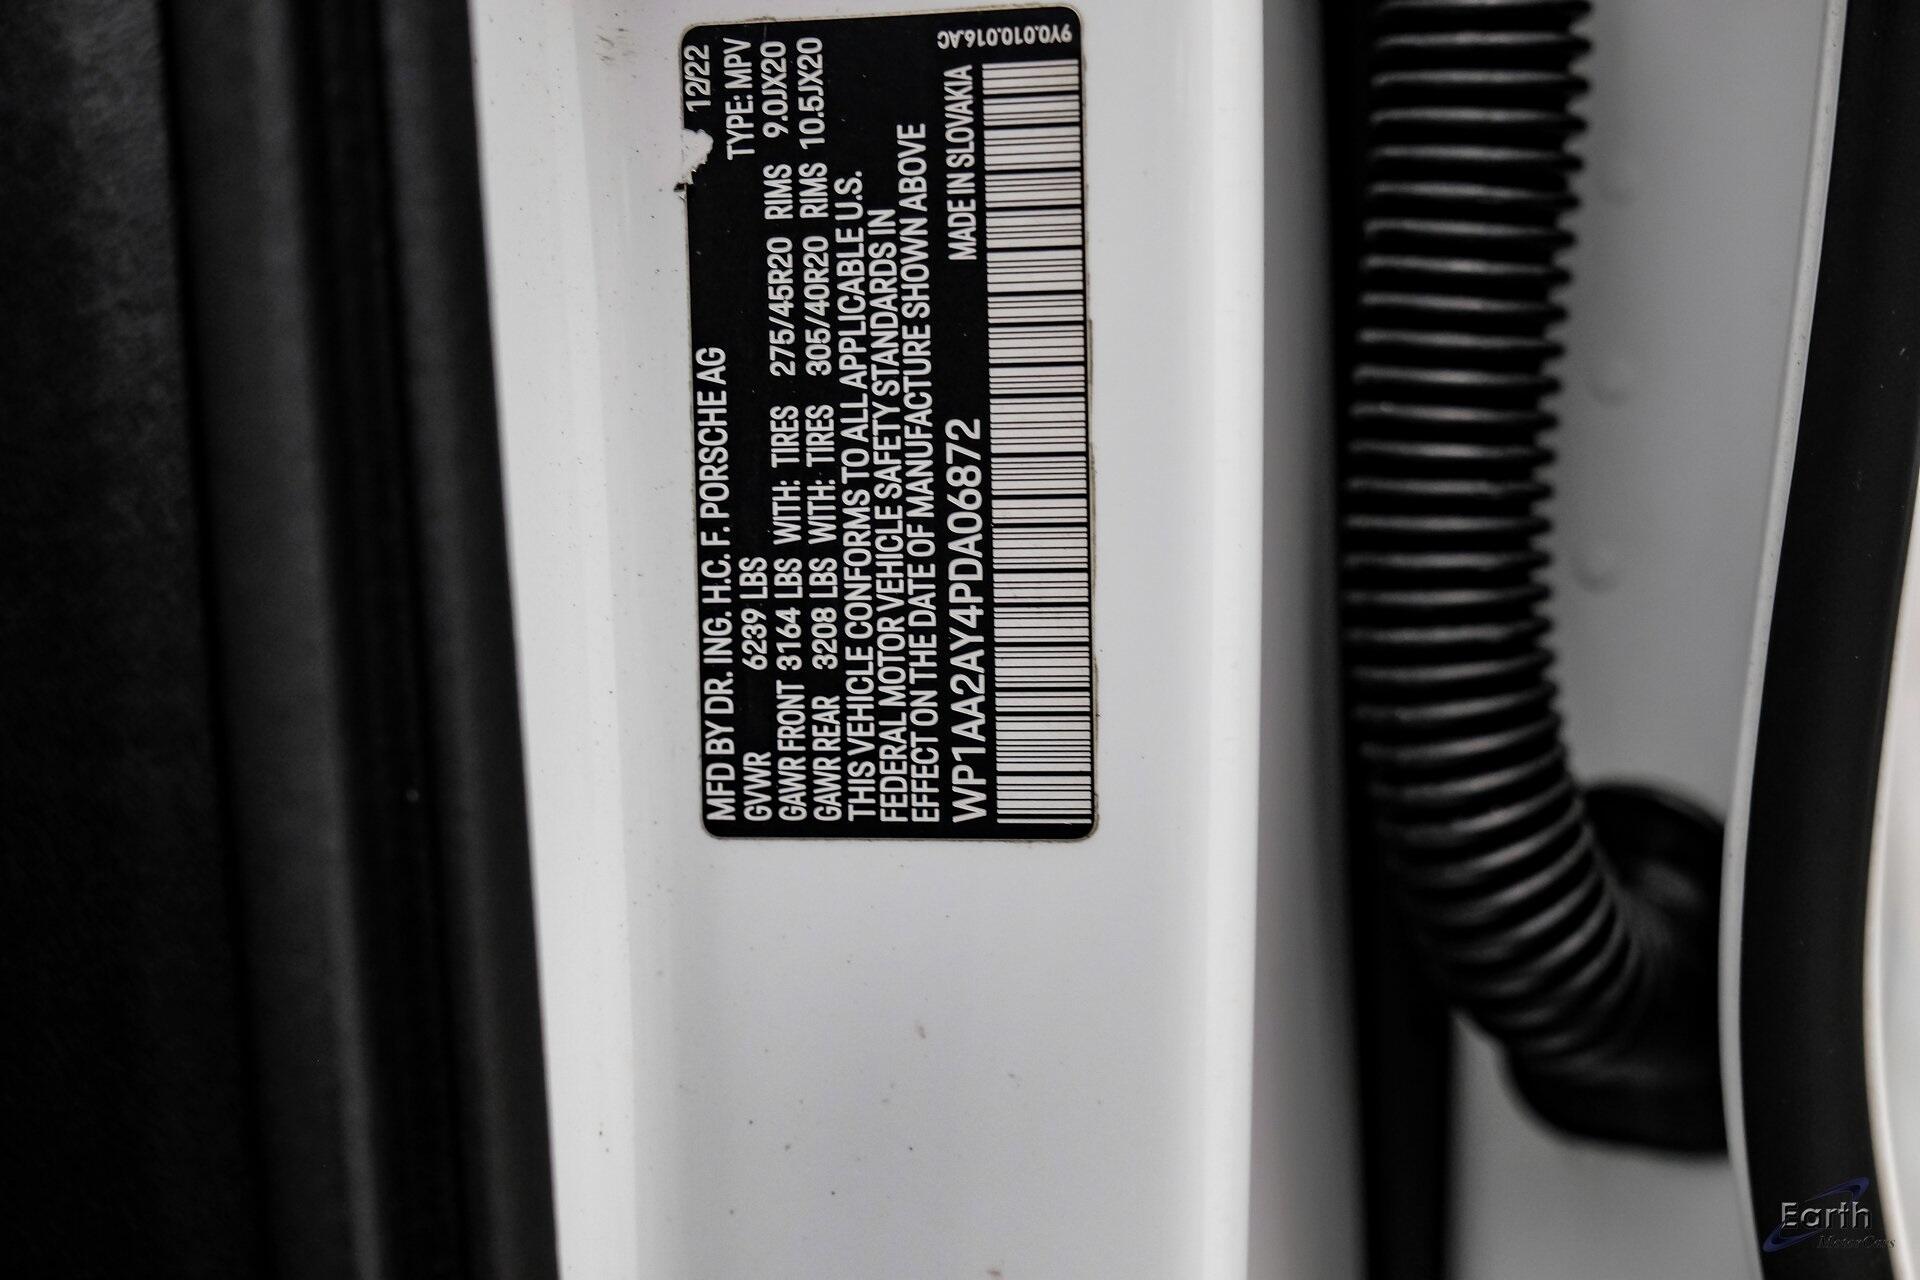 MFD BY DR. ING. H.C. F. PORSCHE AG 12/22
GVWR 6239 LBS TYPE: MPV
GAWR FRONT 3164 LBS WITH: TIRES 275/45R20 RIMS 9.0JX20
GAWR REAR 3208 LBS WITH: TIRES 305/40R20 RIMS 10.5JX20
THIS VEHICLE CONFORMS TO ALL APPLICABLE U.S.
FEDERAL MOTOR VEHICLE SAFETY STANDARDS IN
EFFECT ON THE DATE OF MANUFACTURE SHOWN ABOVE
WP1AA2AY4PDA06872 MADE IN SLOVAKIA
9Y0.010.016.AC
Earth
MotorCars